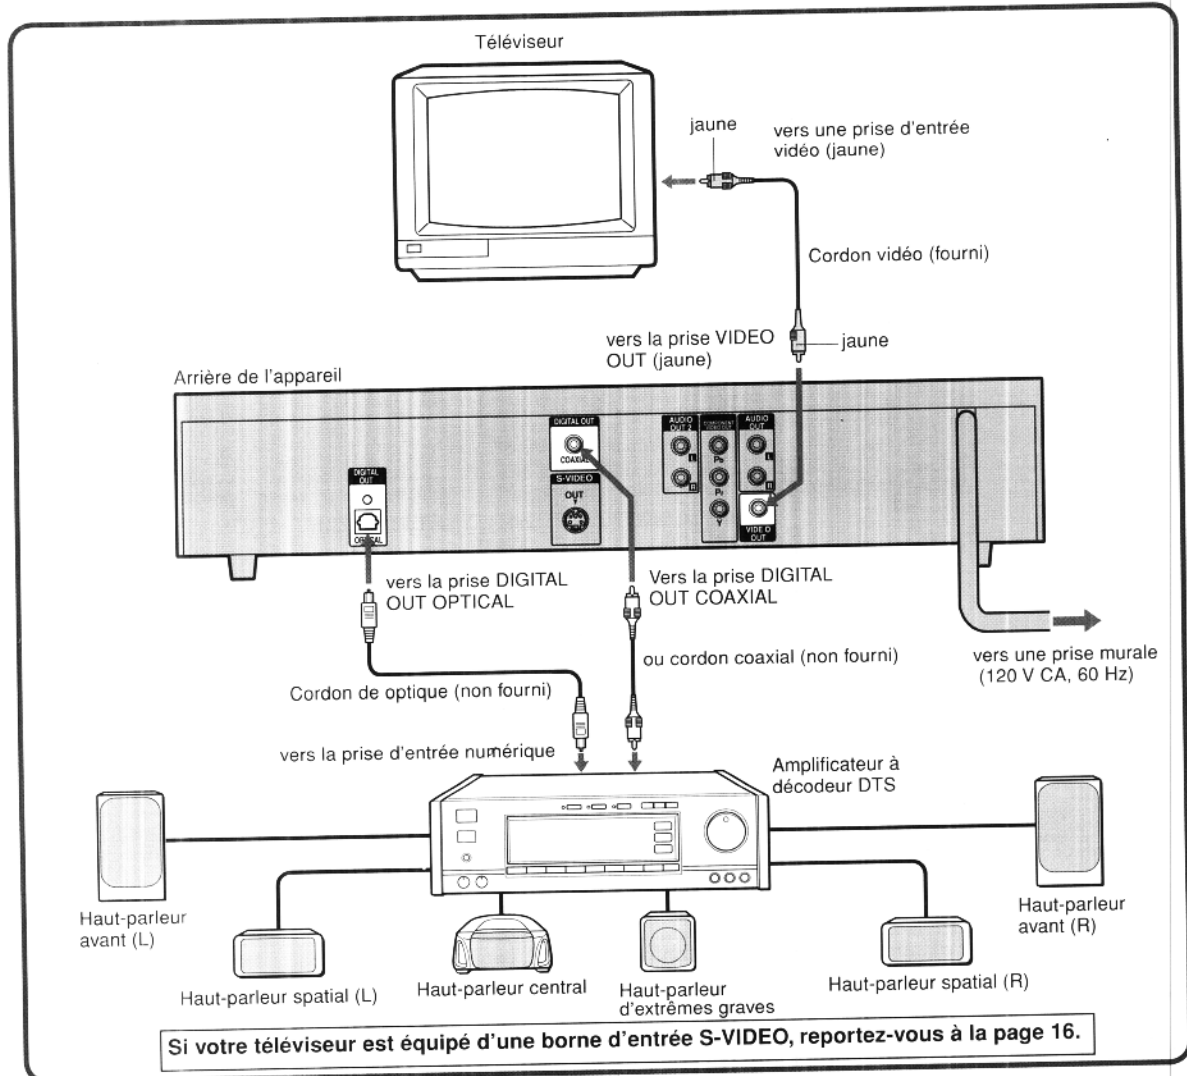 Téléviseur
jaune
vers une prise d'entrée
vidéo (jaune)
Cordon vidéo (fourni)
vers la prise VIDEO
OUT (jaune)
jaune
Arrière de l'appareil
DIGITAL OUT
COAXIAL
S-VIDEO
OUT
AUDIO
OUT 2
L
R
COMPONENT
VIDEO OUT
PB
Pr
Y
AUDIO
OUT
L
R
VIDEO
OUT
DIGITAL
OUT
OPTICAL
vers la prise DIGITAL
OUT OPTICAL
Vers la prise DIGITAL
OUT COAXIAL
vers une prise murale
(120 V CA, 60 Hz)
ou cordon coaxial (non fourni)
Cordon de optique (non fourni)
vers la prise d'entrée numérique
Amplificateur à
décodeur DTS
Haut-parleur
avant (L)
Haut-parleur spatial (L)
Haut-parleur central
Haut-parleur
d'extrêmes graves
Haut-parleur spatial (R)
Haut-parleur
avant (R)
Si votre téléviseur est équipé d'une borne d'entrée S-VIDEO, reportez-vous à la page 16.